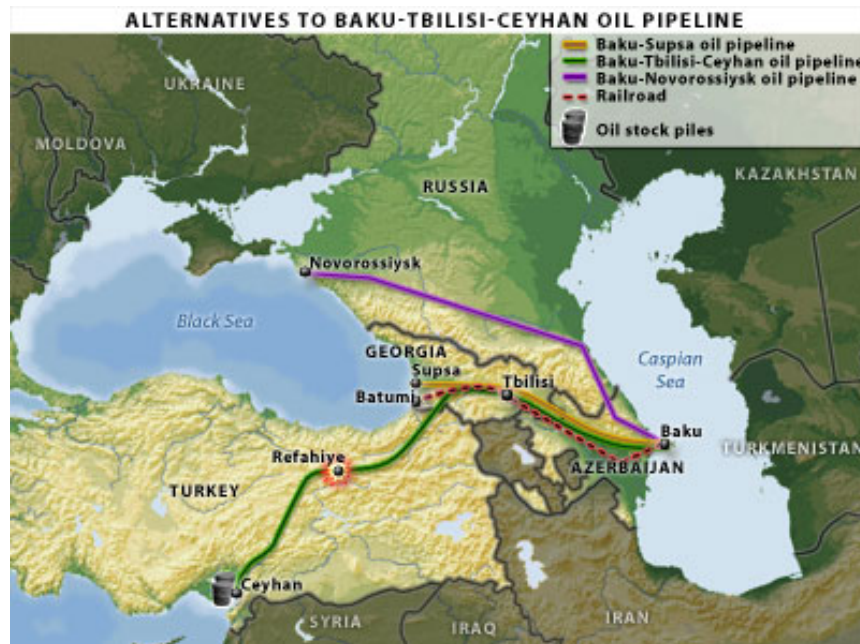 ALTERNATIVES TO BAKU-TBILISI-CEYHAN OIL PIPELINE
Baku-Supsa oil pipeline
Baku-Tbilisi-Ceyhan oil pipeline
Baku-Novorossiysk oil pipeline
Railroad
Oil stock piles
UKRAINE
MOLDOVA
KAZAKHSTAN
RUSSIA
Novorossiysk
Black Sea
GEORGIA
Supsa
Caspian
Sea
Tbilisi
Batumi
Baku
TURKMENISTAN
Refahiye
AZERBAIJAN
TURKEY
Ceyhan
SYRIA
IRAQ
IRAN